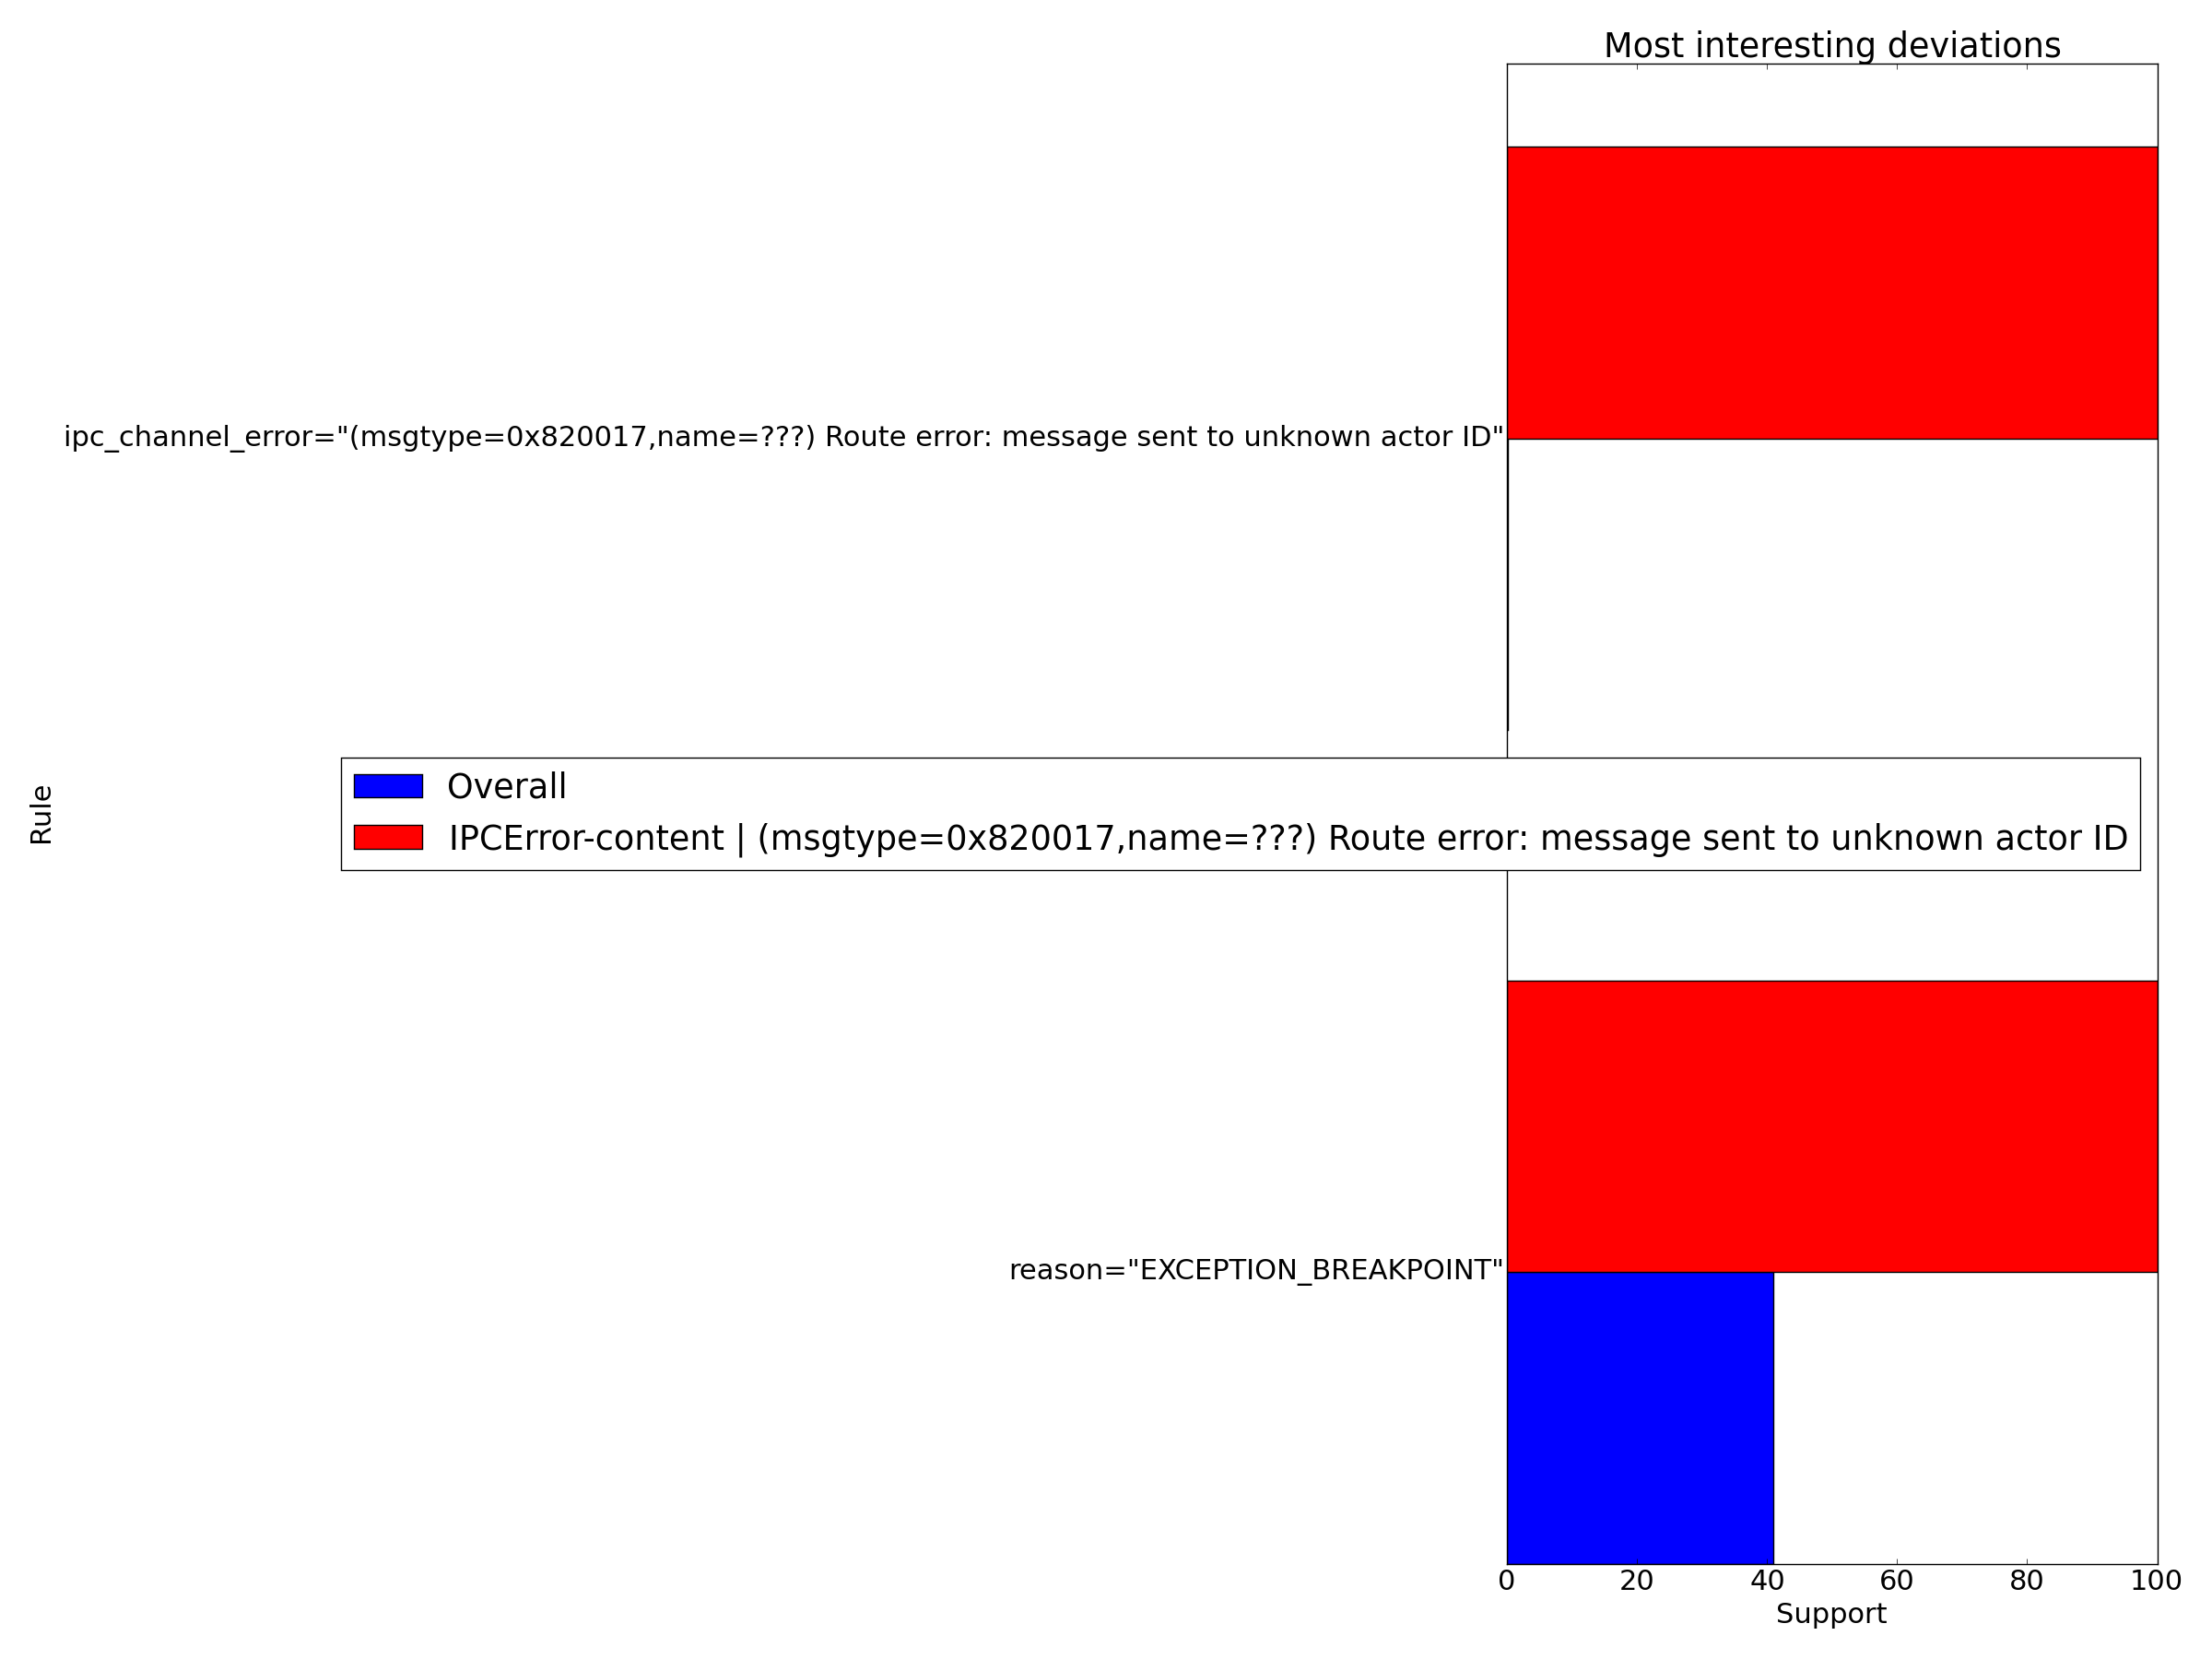 Most interesting deviations
ipc_channel_error="(msgtype=0x820017,name=???) Route error: message sent to unknown actor ID"
Rule
Overall
IPCError-content | (msgtype=0x820017,name=???) Route error: message sent to unknown actor ID
reason="EXCEPTION_BREAKPOINT"
0 20 40 60 80 100
Support